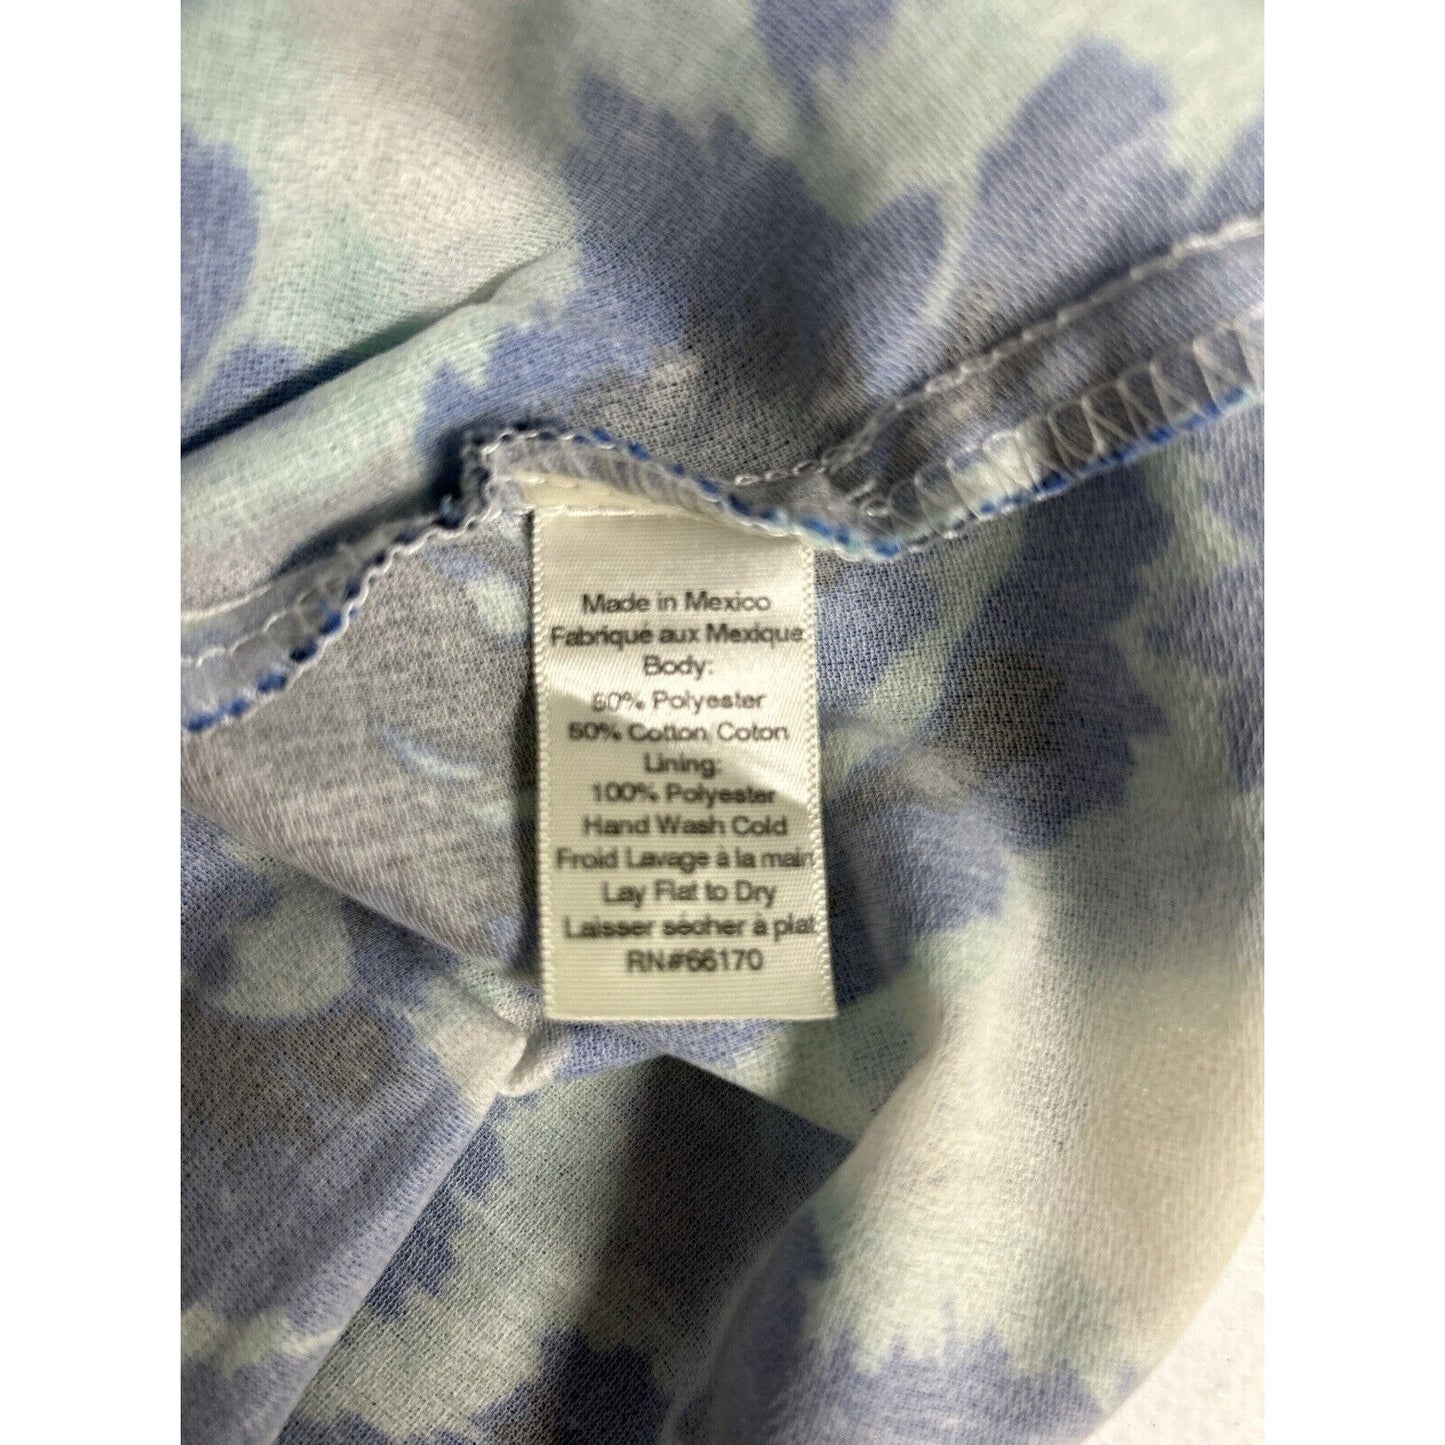 Made in Mexico
Fabriqué aux Mexique
Body:
50% Polyester
50% Cotton Coton
Lining:
100% Polyester
Hand Wash Cold
Froid Lavage à la main
Lay Flat to Dry
Laisser sécher à plat
RN#66170